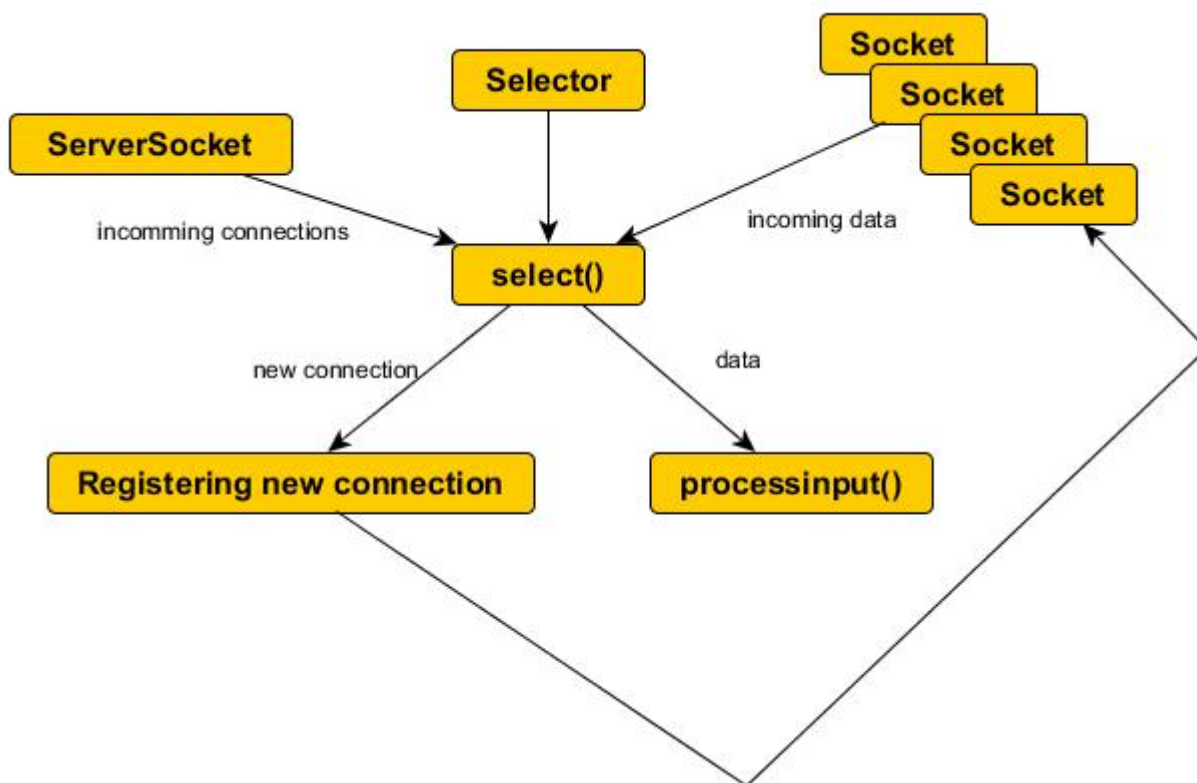 Socket
Selector
Socket
ServerSocket
Socket
Socket
incomming connections
incoming data
select()
new connection
data
Registering new connection
processinput()